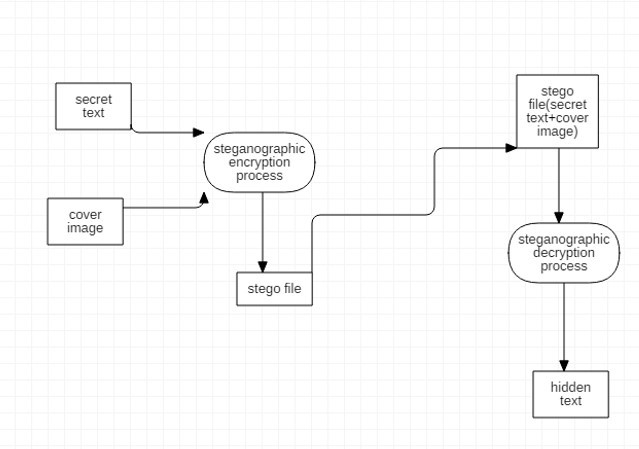 secret
text
steganographic
encryption
process
cover
image
stego file
stego
file(secret
text+cover
image)
steganographic
decryption
process
hidden
text